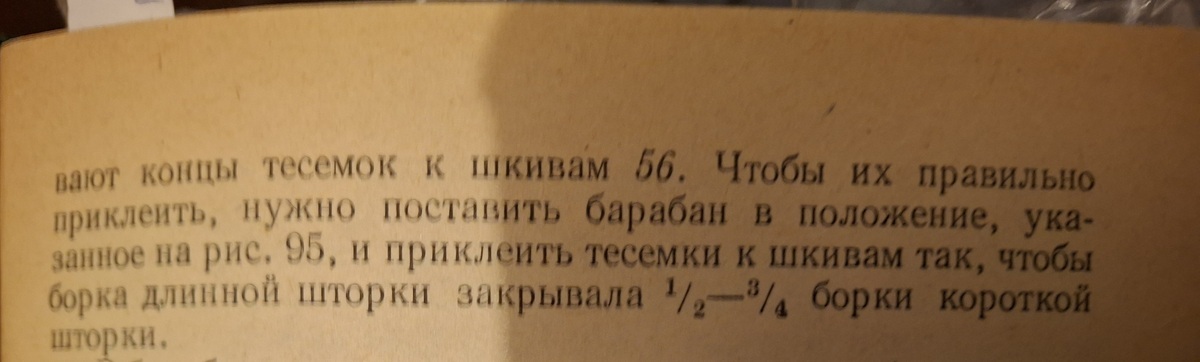 вают концы тесемок к шкивам 56. Чтобы их правильно
приклеить, нужно поставить барабан в положение, ука-
занное на рис. 95, и приклеить тесемки к шкивам так, чтобы
борка длинной шторки закрывала 1/2—3/4 борки короткой
шторки.